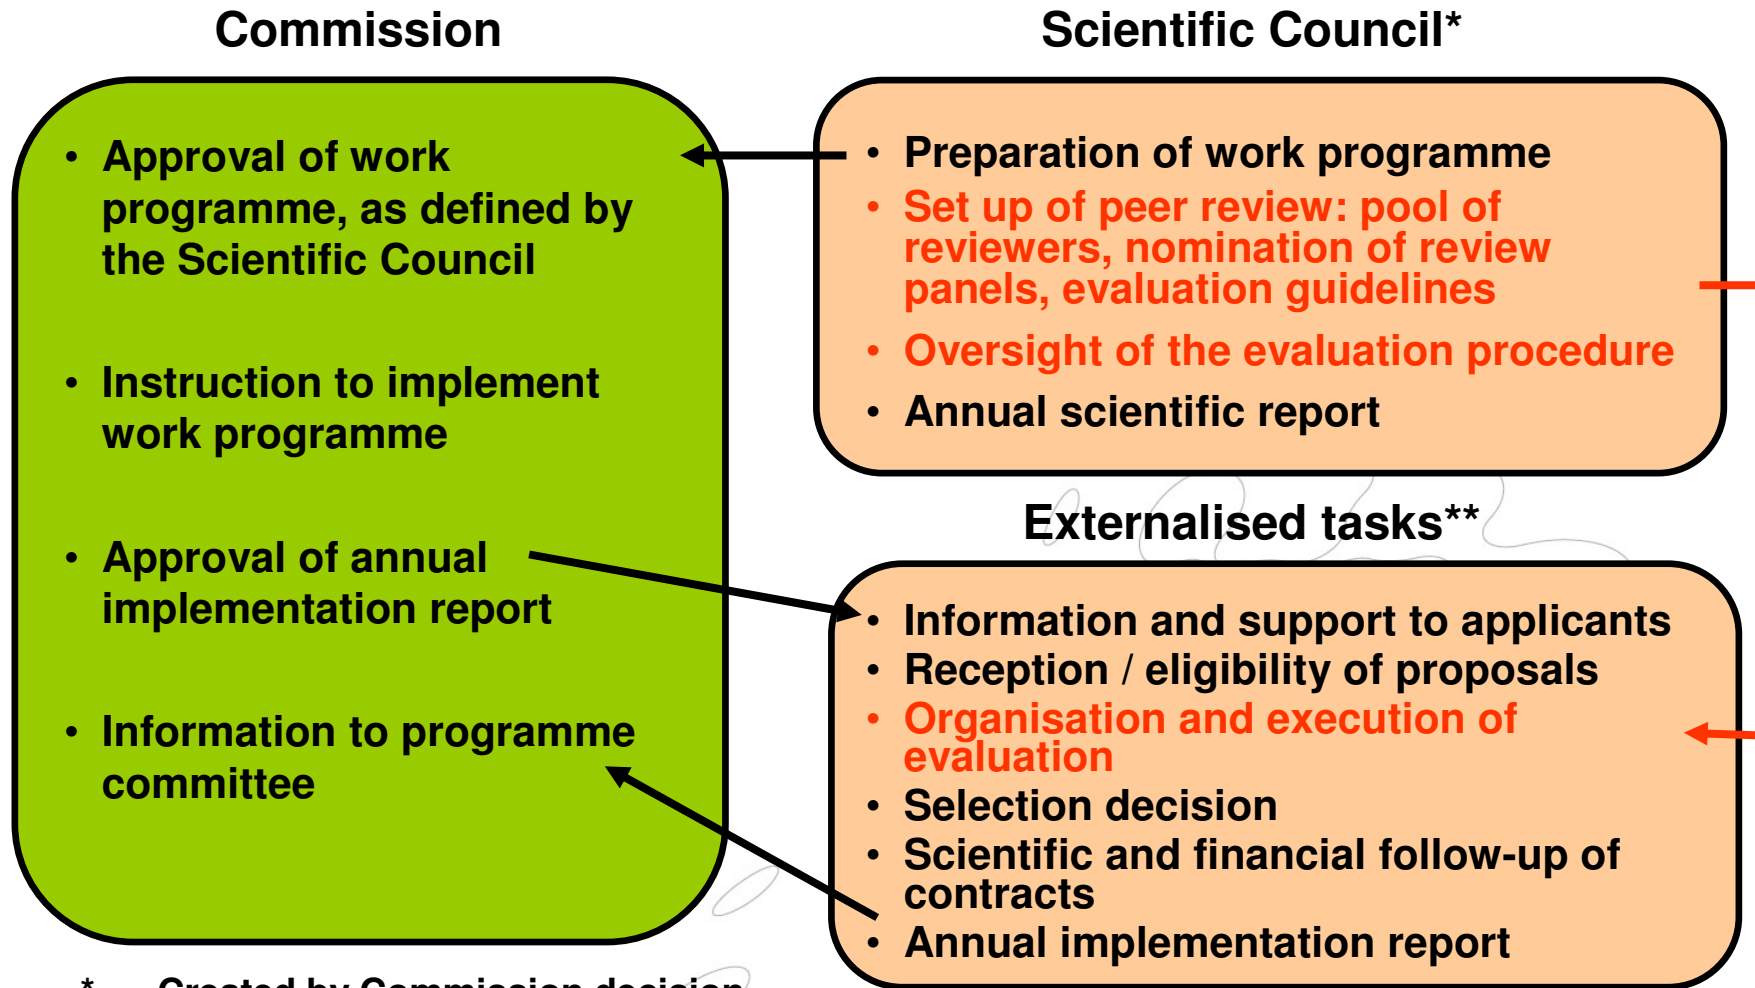 Commission
• Approval of work
programme, as defined by
the Scientific Council
• Instruction to implement
work programme
• Approval of annual
implementation report
• Information to programme
committee
Scientific Council*
• Preparation of work programme
• Set up of peer review: pool of
reviewers, nomination of review
panels, evaluation guidelines
• Oversight of the evaluation procedure
• Annual scientific report
Externalised tasks**
• Information and support to applicants
• Reception / eligibility of proposals
• Organisation and execution of
evaluation
• Selection decision
• Scientific and financial follow-up of
contracts
• Annual implementation report
* Created by Commission decision